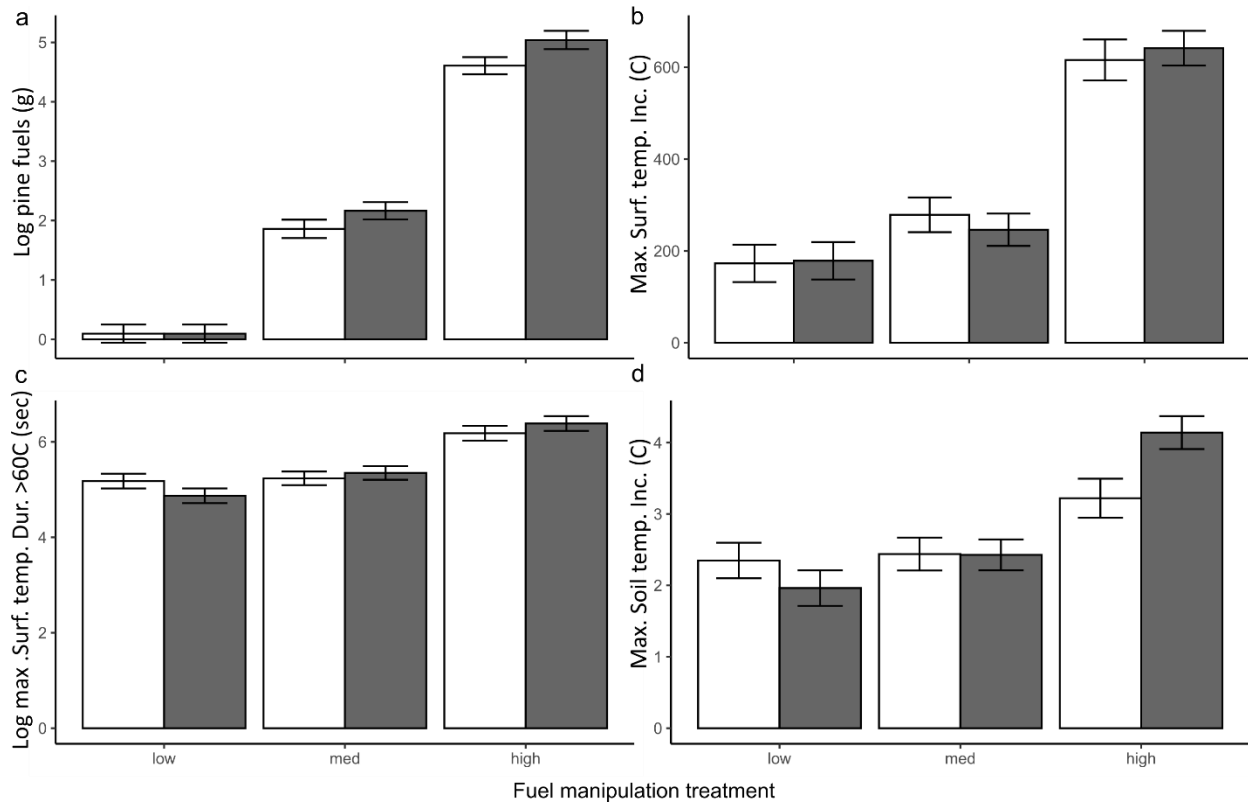 a
Log pine fuels (g)
5
4
3
2
1
0
b
Max. Surf. temp. Inc. (C)
600
400
200
0
c
Log max .Surf. temp. Dur. >60C (sec)
6
4
2
0
low
med
high
d
Max. Soil temp. Inc. (C)
4
3
2
1
0
low
med
high
Fuel manipulation treatment